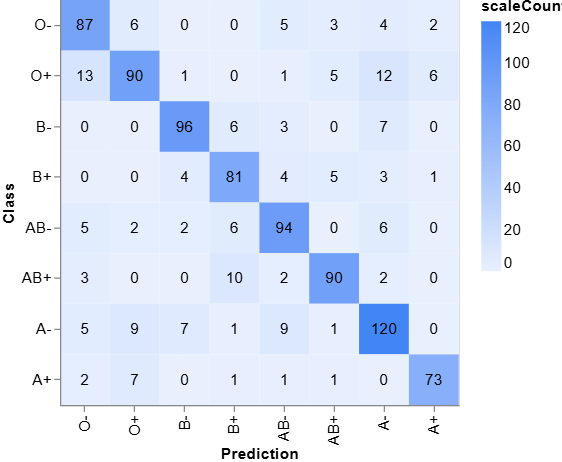 scaleCoun
O- 87 6 0 0 5 3 4 2
O+ 13 90 1 0 1 5 12 6
B- 0 0 96 6 3 0 7 0
B+ 0 0 4 81 4 5 3 1
AB- 5 2 2 6 94 0 6 0
AB+ 3 0 0 10 2 90 2 0
A- 5 9 7 1 9 1 120 0
A+ 2 7 0 1 1 1 0 73
O- O+ B- B+ AB- AB+ A- A+
Prediction
Class
120
100
80
60
40
20
0